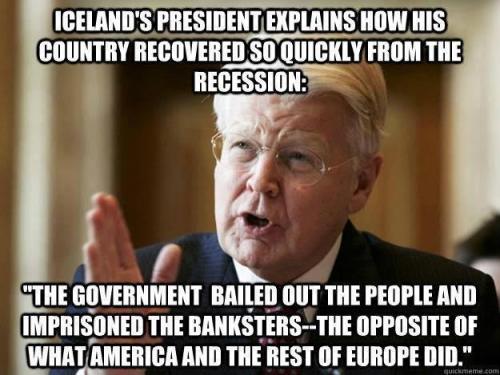 ICELAND'S PRESIDENT EXPLAINS HOW HIS
COUNTRY RECOVERED SO QUICKLY FROM THE
RECESSION:
"THE GOVERNMENT BAILED OUT THE PEOPLE AND
IMPRISONED THE BANKSTERS--THE OPPOSITE OF
WHAT AMERICA AND THE REST OF EUROPE DID."
quickmeme.com